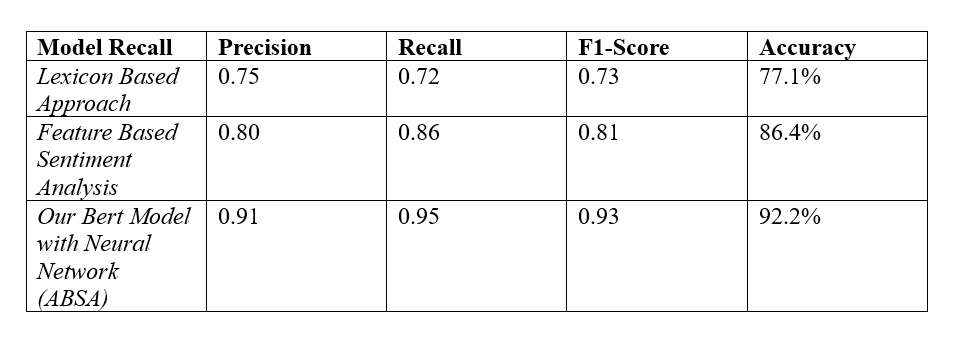 Model Recall Precision Recall F1-Score Accuracy
Lexicon Based 0.75 0.72 0.73 77.1%
Approach
Feature Based 0.80 0.86 0.81 86.4%
Sentiment
Analysis
Our Bert Model 0.91 0.95 0.93 92.2%
with Neural
Network
(ABSA)